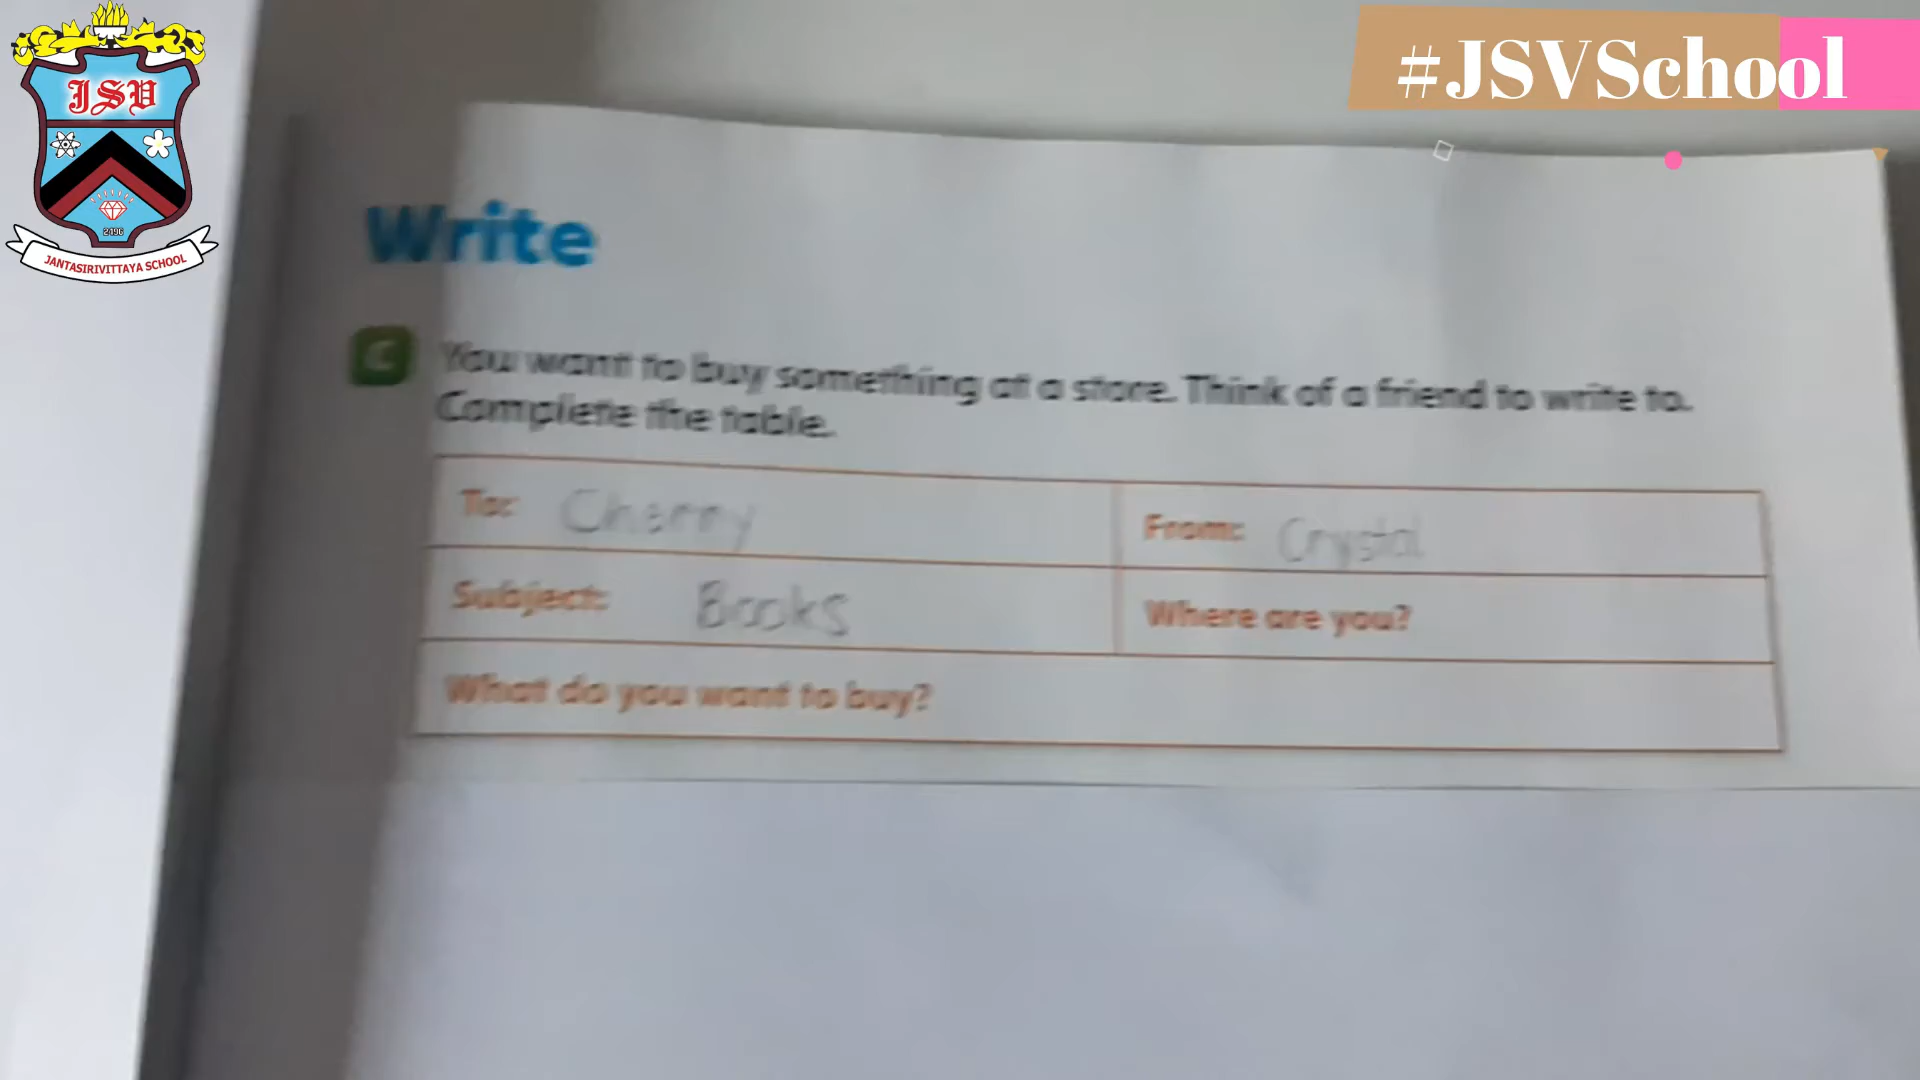 JSV
2496
JANTASIRIVITTAYA SCHOOL
#JSVSchool
Write
C You want to buy something at a store. Think of a friend to write to.
Complete the table.
To: Cherry From: Crystal
Subject: Books Where are you?
What do you want to buy?